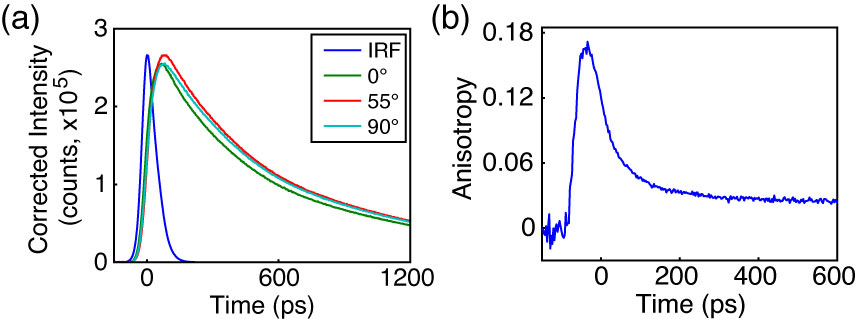 (a)
Corrected Intensity
(counts, x10⁵)
3
2
1
0
IRF
0°
55°
90°
0
600
1200
Time (ps)
(b)
Anisotropy
0.18
0.12
0.06
0
0
200
400
600
Time (ps)